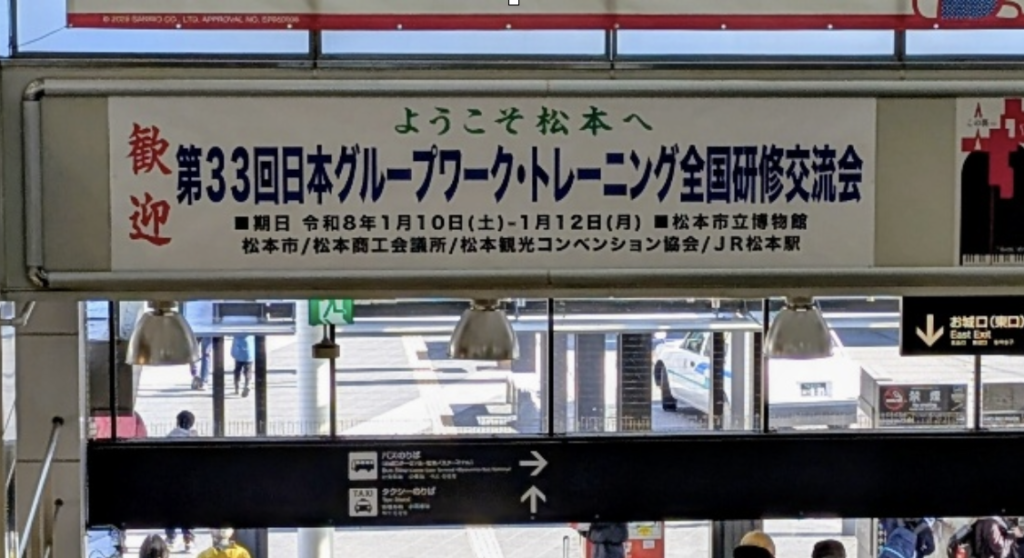 ようこそ松本へ
歓迎
第33回日本グループワーク・トレーニング全国研修交流会
■期日 令和8年1月10日(土)-1月12日(月) ■松本市立博物館
松本市/松本商工会議所/松本観光コンベンション協会/JR松本駅
お城口(東口)
East Exit
バスのりば
TAXI
タクシーのりば
禁煙